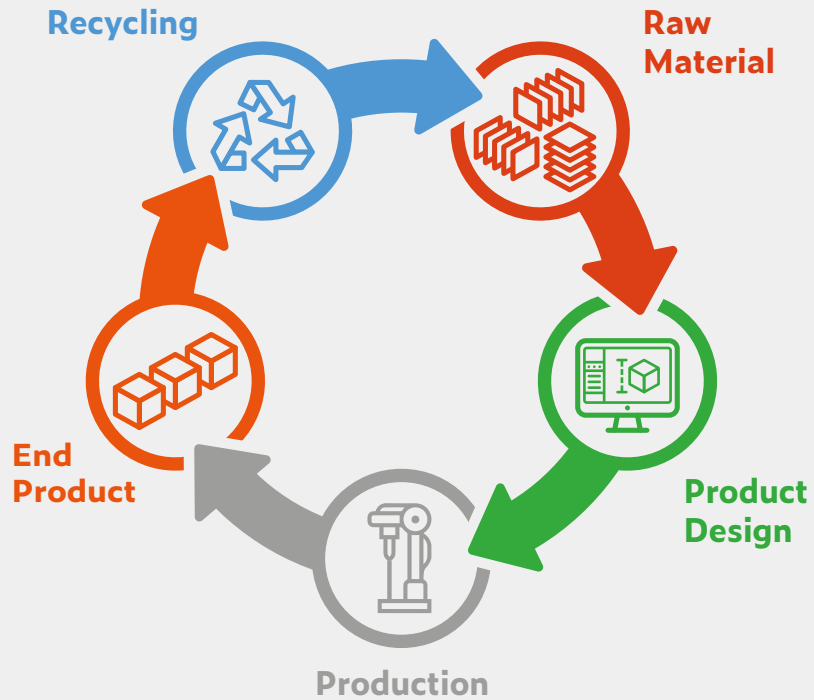 Recycling
Raw
Material
Product
Design
Production
End
Product